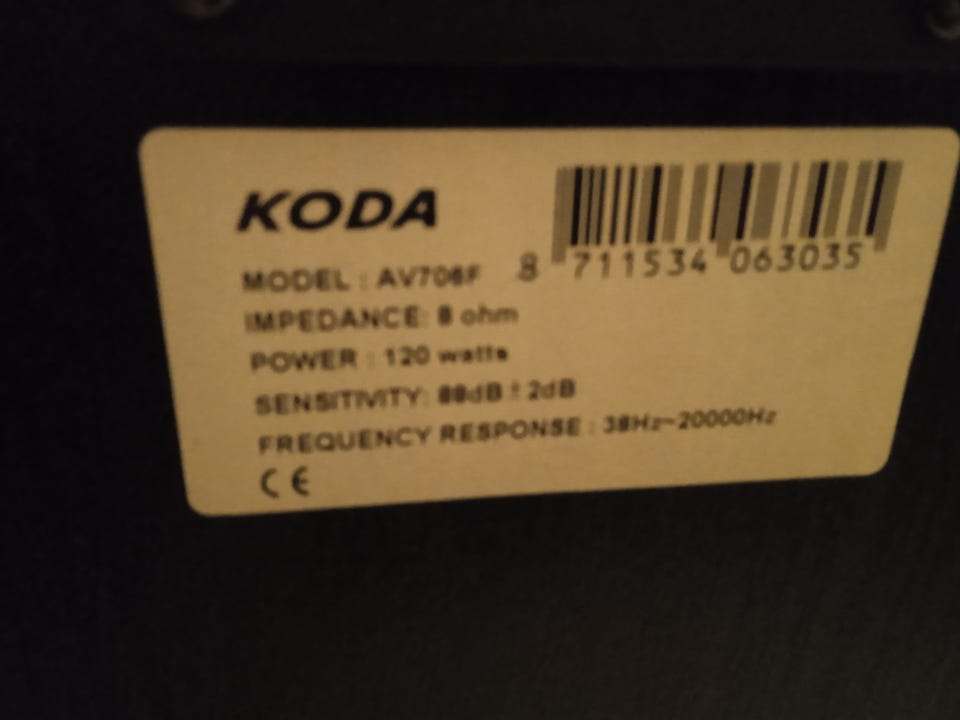 KODA
MODEL : AV706F
IMPEDANCE: 8 ohm
POWER : 120 watts
SENSITIVITY: 88dB ± 2dB
FREQUENCY RESPONSE : 38Hz~20000Hz
CE
8 711534 063035